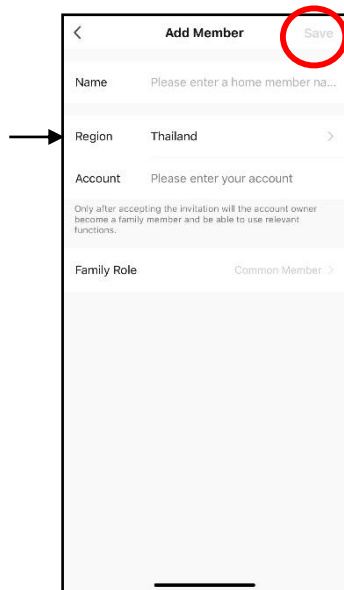 Add Member
Save
Name Please enter a home member na...
Region Thailand
Account Please enter your account
Only after accepting the invitation will the account owner
become a family member and be able to use relevant
functions.
Family Role Common Member